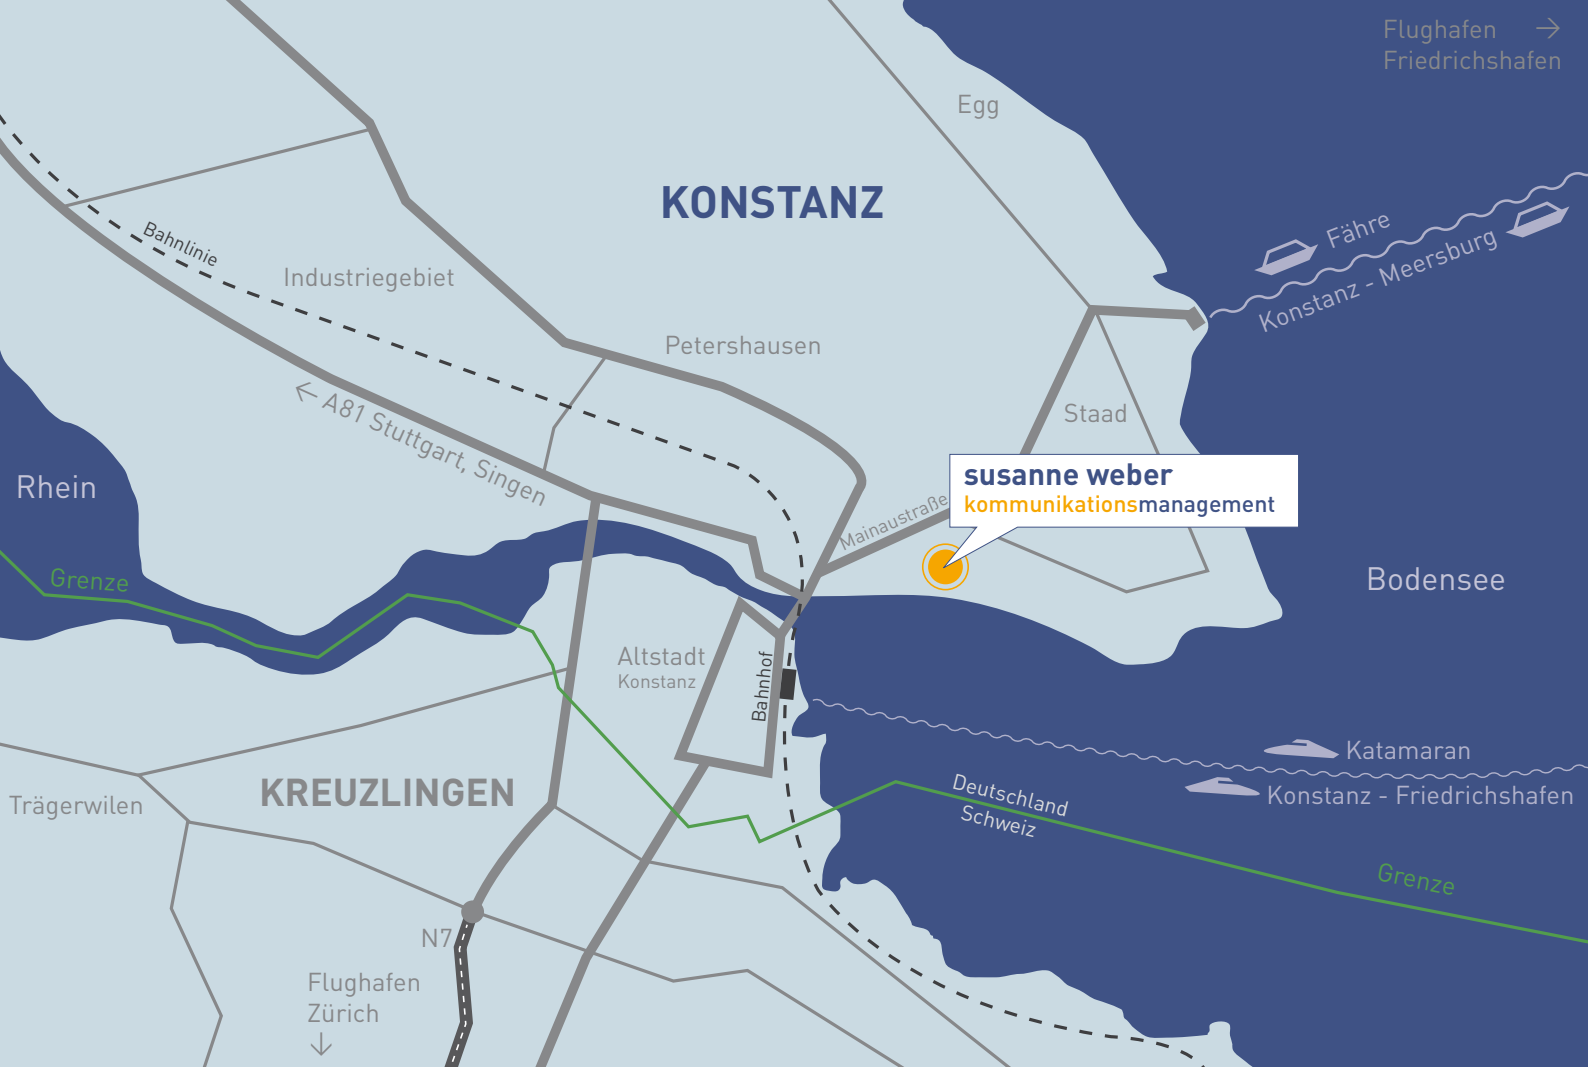 Flughafen →
Friedrichshafen
Egg
KONSTANZ
Fähre
Konstanz - Meersburg
Bahnlinie
Industriegebiet
Petershausen
← A81 Stuttgart, Singen
Staad
Rhein
susanne weber
kommunikationsmanagement
Mainaustraße
Grenze
Bodensee
Altstadt
Konstanz
Bahnhof
Katamaran
Konstanz - Friedrichshafen
KREUZLINGEN
Deutschland
Schweiz
Trägerwilen
Grenze
N7
Flughafen
Zürich
↓